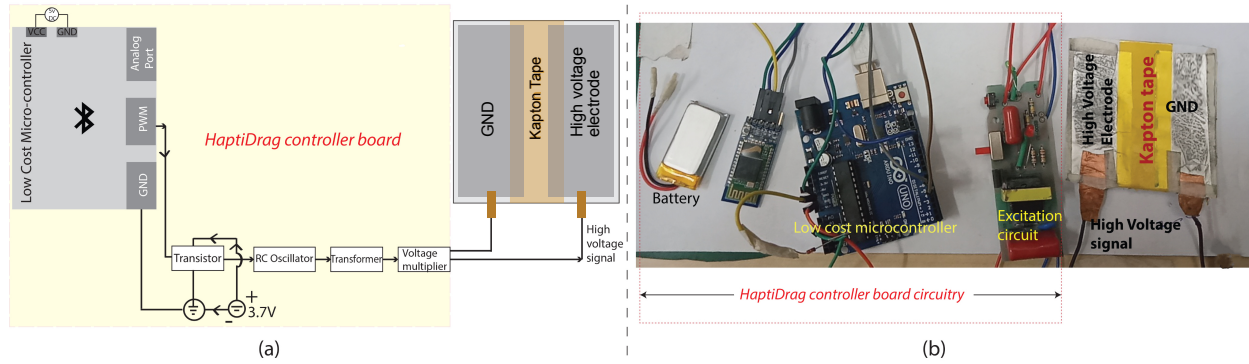 5V
DC
VCC
GND
Low Cost Micro-controller
Analog
Port
PWM
GND
HaptiDrag controller board
GND
Kapton Tape
High voltage
electrode
High
voltage
signal
Transistor
RC Oscillator
Transformer
Voltage
multiplier
+
-
3.7V
(a)
Battery
Low cost microcontroller
ARDUINO
UNO
Excitation
circuit
High Voltage
Electrode
Kapton tape
GND
High Voltage
signal
HaptiDrag controller board circuitry
(b)